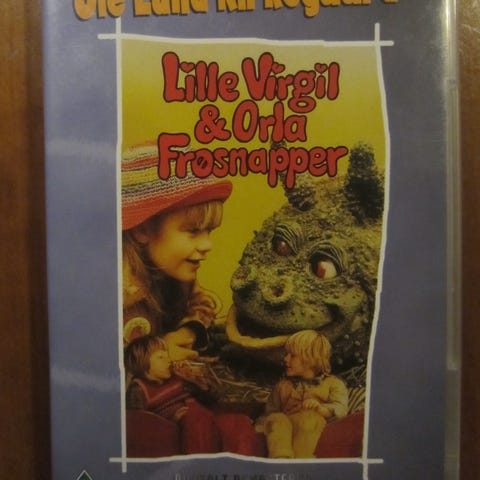 Ole Lund Kirkegaard's
Lille Virgil
& Orla
Frøsnapper